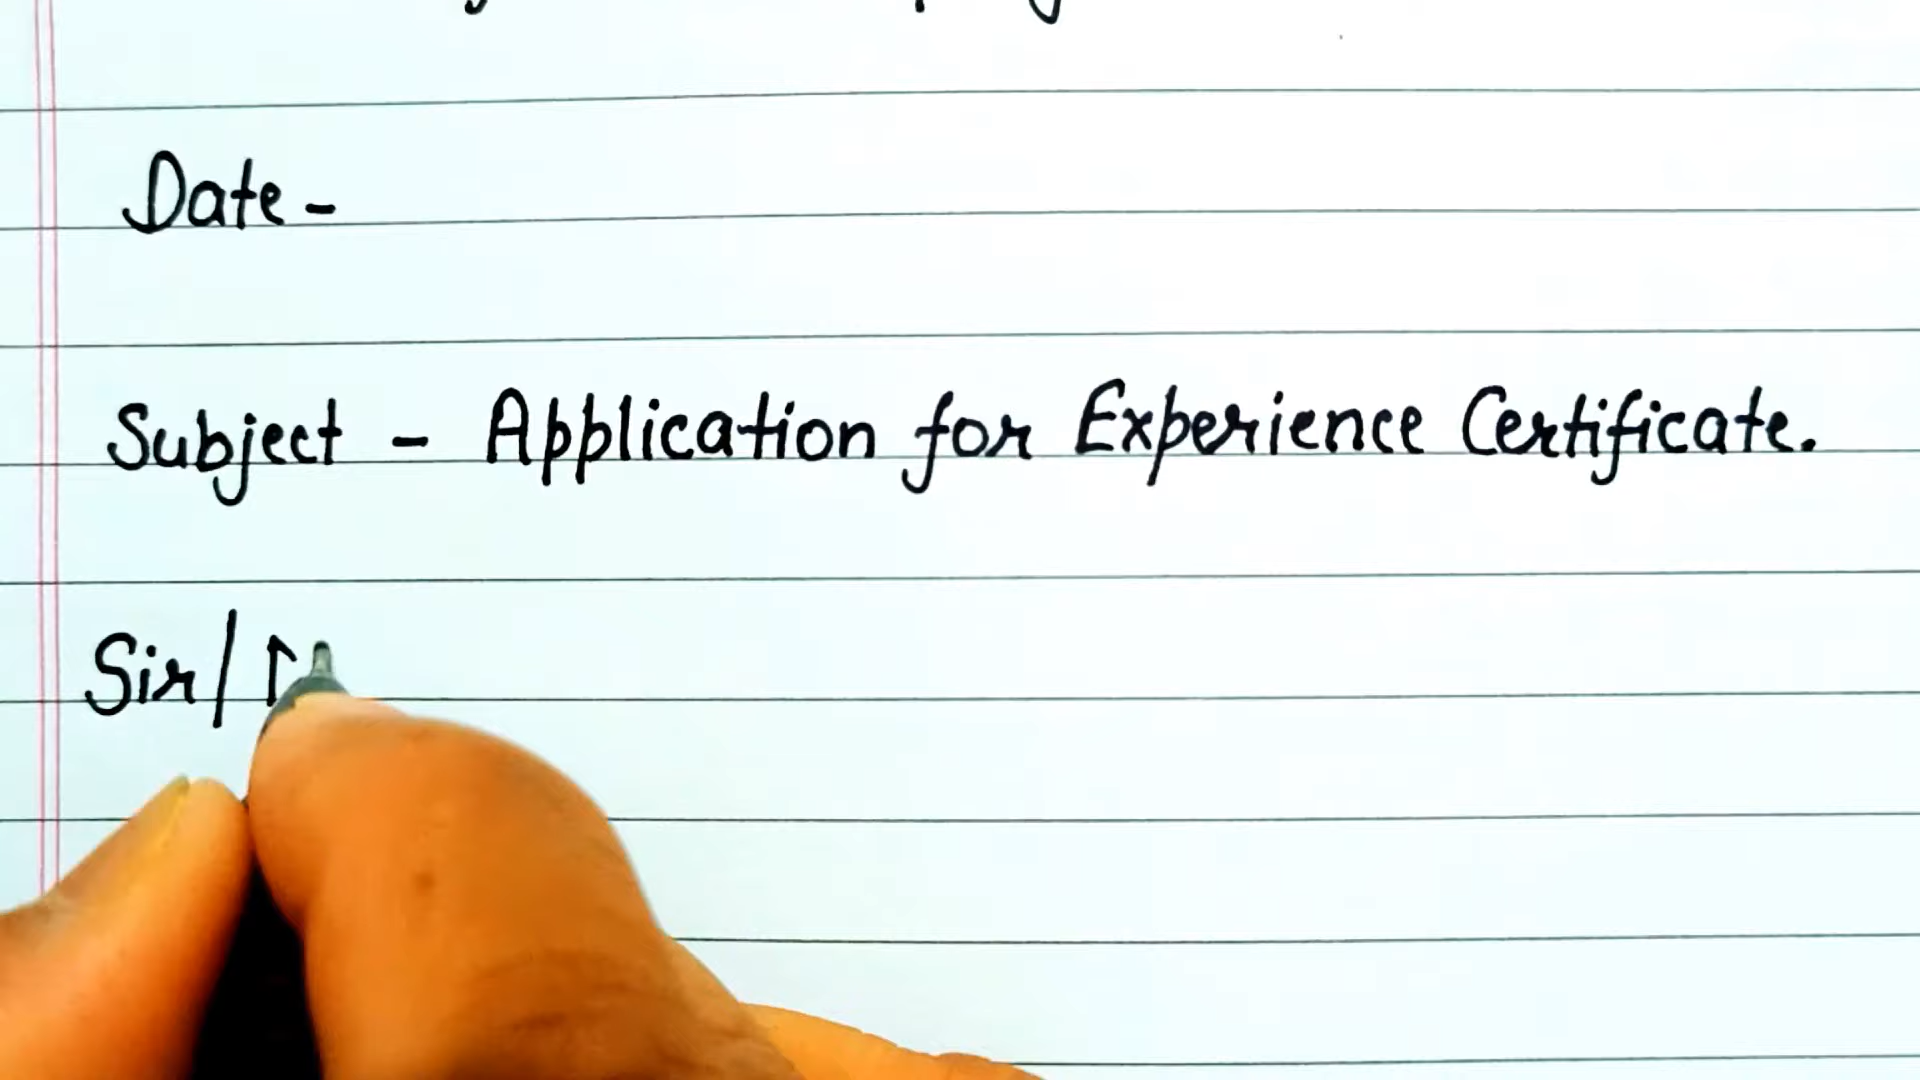 Date -
Subject - Application for Experience Certificate.
Sir/